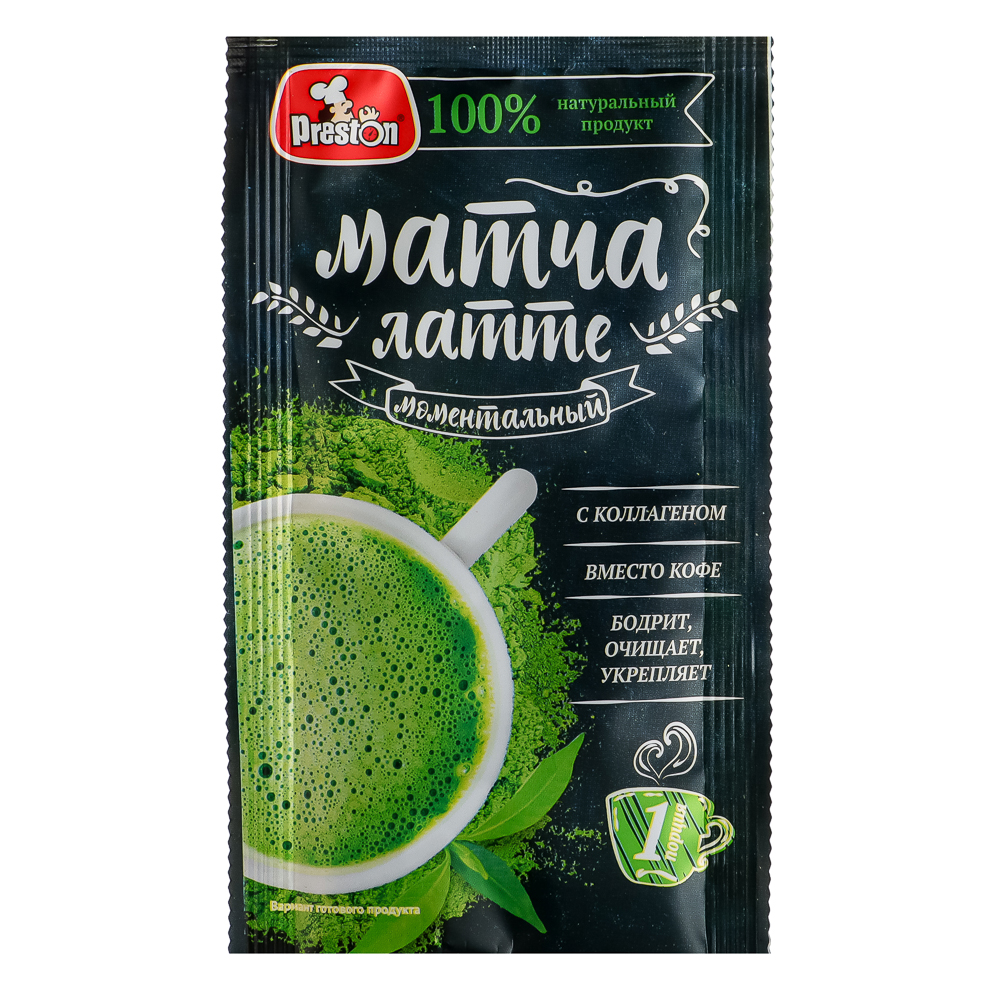 Preston®
100%
натуральный
продукт
матча
латте
моментальный
С КОЛЛАГЕНОМ
ВМЕСТО КОФЕ
БОДРИТ,
ОЧИЩАЕТ,
УКРЕПЛЯЕТ
1 порция
Вариант готового продукта